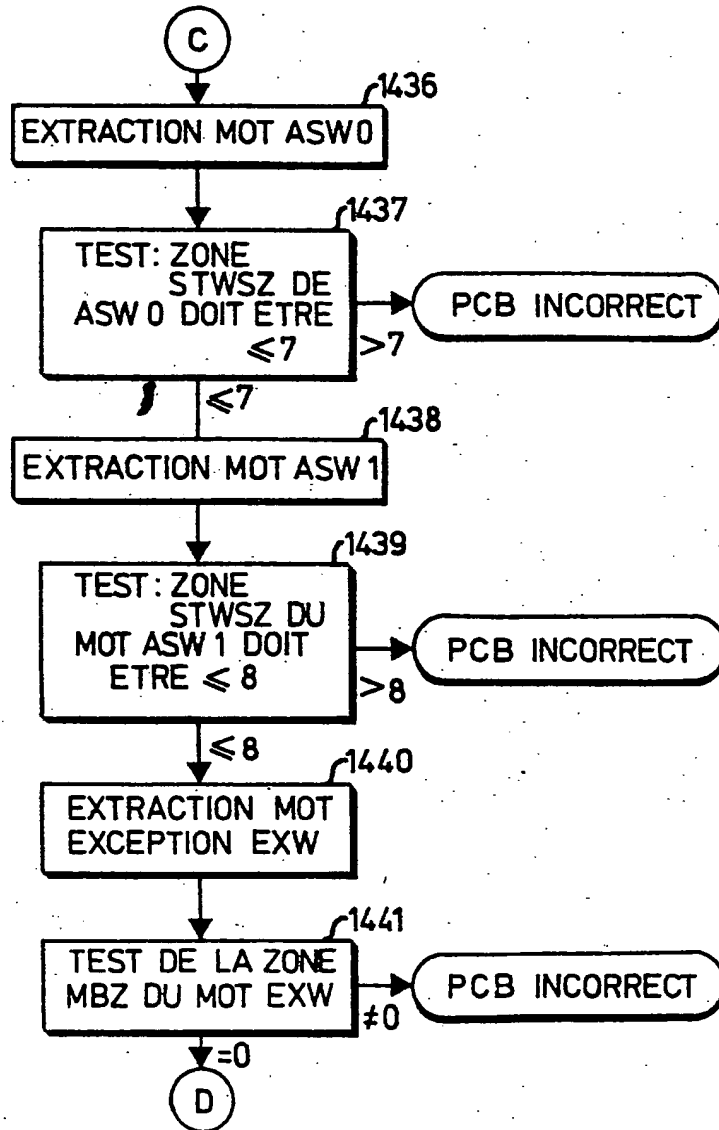 C
1436
EXTRACTION MOT ASW0
1437
TEST: ZONE
STWSZ DE
ASW 0 DOIT ETRE
≤7
>7
PCB INCORRECT
≤7
1438
EXTRACTION MOT ASW 1
1439
TEST: ZONE
STWSZ DU
MOT ASW 1 DOIT
ETRE ≤ 8
>8
PCB INCORRECT
≤ 8
1440
EXTRACTION MOT
EXCEPTION EXW
1441
TEST DE LA ZONE
MBZ DU MOT EXW
≠0
PCB INCORRECT
=0
D